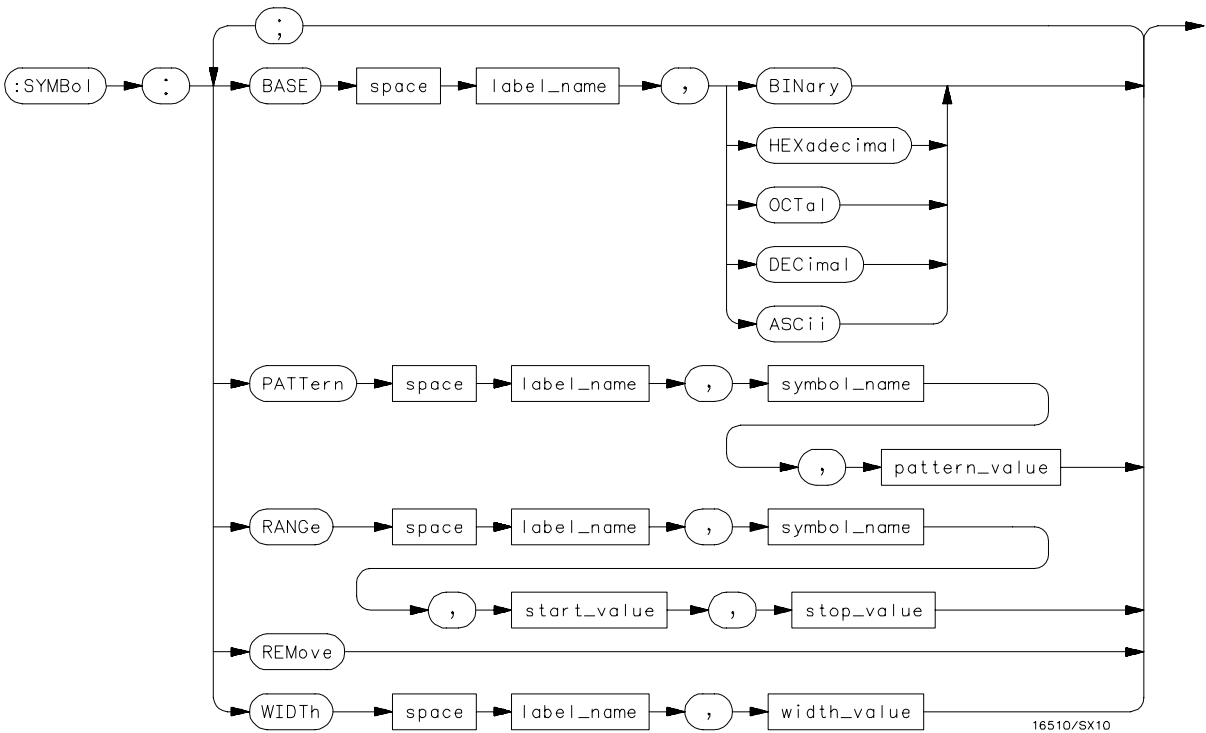 ;
:SYMBol : BASE space label_name , BINary
HEXadecimal
OCTal
DECimal
ASCii
PATTern space label_name , symbol_name
, pattern_value
RANGe space label_name , symbol_name
, start_value , stop_value
REMove
WIDTh space label_name , width_value
16510/SX10